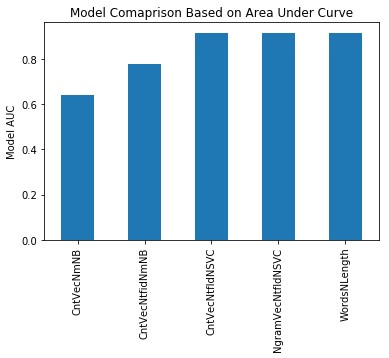 Model Comaprison Based on Area Under Curve
Model AUC
0.8
0.6
0.4
0.2
0.0
CntVecNmNB
CntVecNtfidNmNB
CntVecNtfIdNSVC
NgramVecNtfIdNSVC
WordsNLength